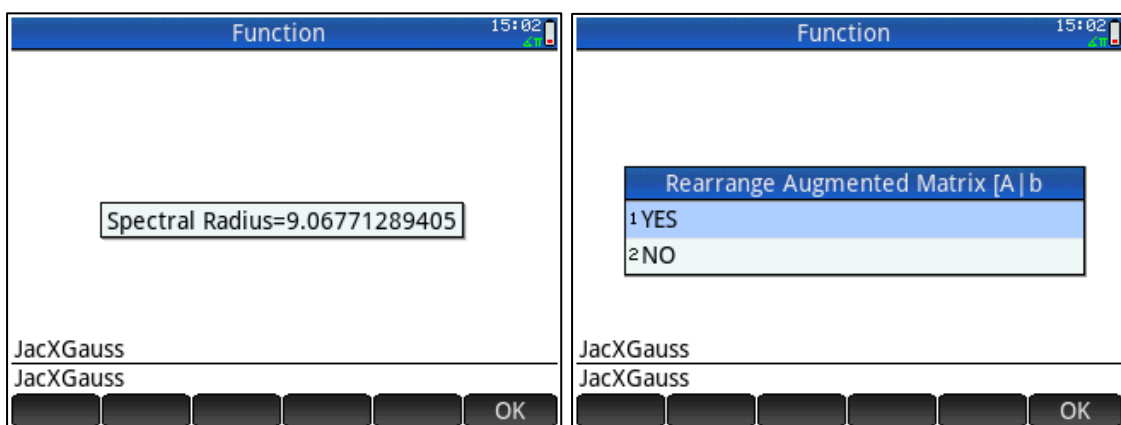 Function
15:02
∡π
Spectral Radius=9.06771289405
JacXGauss
JacXGauss
OK
Function
15:02
∡π
Rearrange Augmented Matrix [A|b
1 YES
2 NO
JacXGauss
JacXGauss
OK